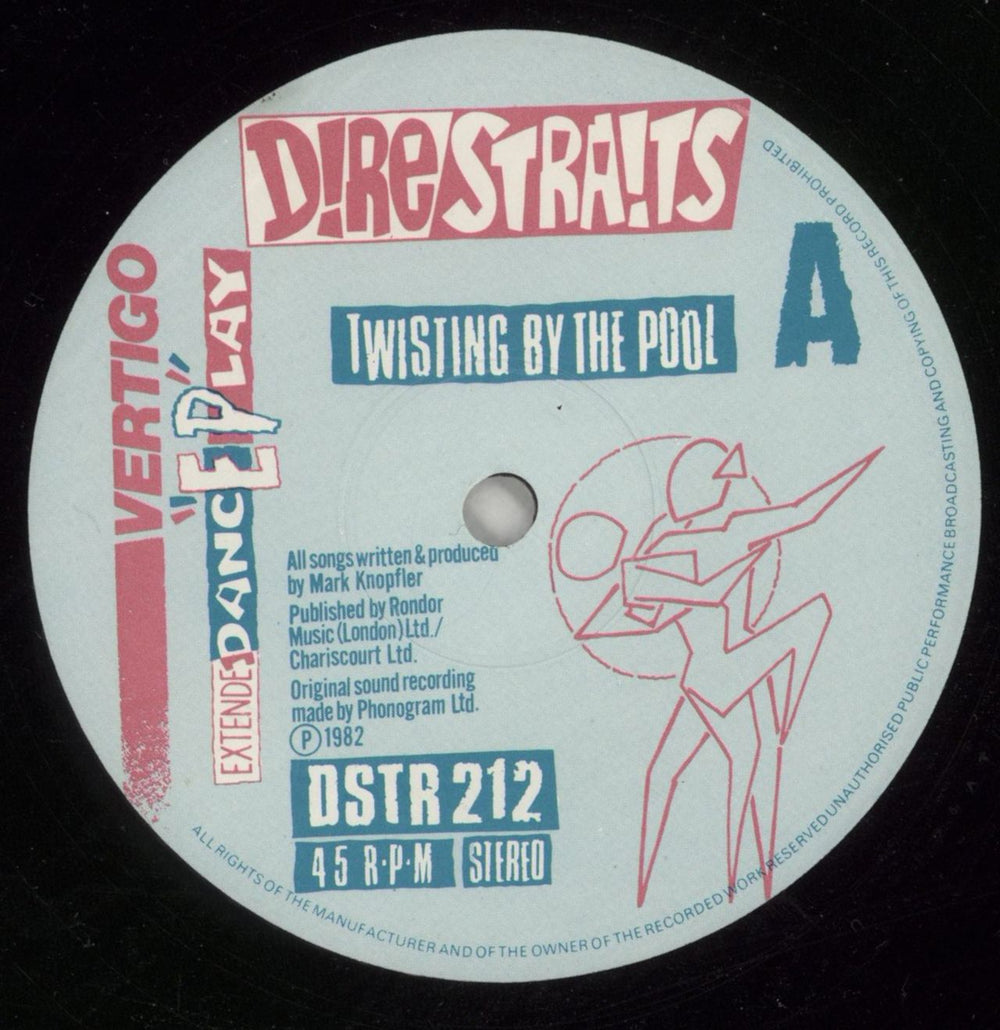 D!Re STRA!TS
A
TWISTING BY THE POOL
VERTIGO
EXTENDED DANCE PLAY
"EP"
All songs written & produced
by Mark Knopfler
Published by Rondor
Music (London) Ltd./
Chariscourt Ltd.
Original sound recording
made by Phonogram Ltd.
Ⓟ 1982
DSTR 212
45 R·P·M STEREO
ALL RIGHTS OF THE MANUFACTURER AND OF THE OWNER OF THE RECORDED WORK RESERVED UNAUTHORISED PUBLIC PERFORMANCE BROADCASTING AND COPYING OF THIS RECORD PROHIBITED